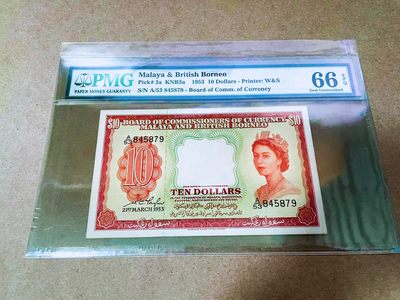 PMG
PAPER MONEY GUARANTY
Malaya & British Borneo
Pick# 3a KNB3a 1953 10 Dollars - Printer: W&S
S/N A/53 845879 - Board of Comm. of Currency
66 EPQ
Gem Uncirculated
$10 BOARD OF COMMISSIONERS OF CURRENCY $10
MALAYA AND BRITISH BORNEO
A/53 845879
10
TEN DOLLARS
21ST MARCH 1953
A/53 845879